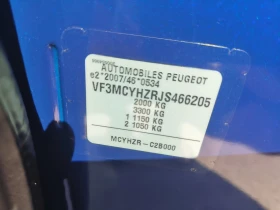 AUTOMOBILES PEUGEOT
e2*2007/46*0534
VF3MCYHZRJS466205
2000 KG
3300 KG
1 1150 KG
2 1050 KG
MCYHZR-C2B000